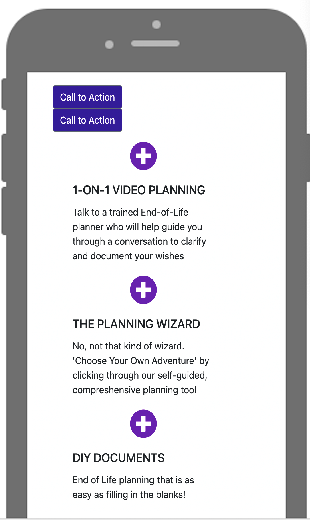 Call to Action
Call to Action
1-ON-1 VIDEO PLANNING
Talk to a trained End-of-Life
planner who will help guide you
through a conversation to clarify
and document your wishes
THE PLANNING WIZARD
No, not that kind of wizard.
'Choose Your Own Adventure' by
clicking through our self-guided,
compreshensive planning tool
DIY DOCUMENTS
End of Life planning that is as
easy as filling in the blanks!